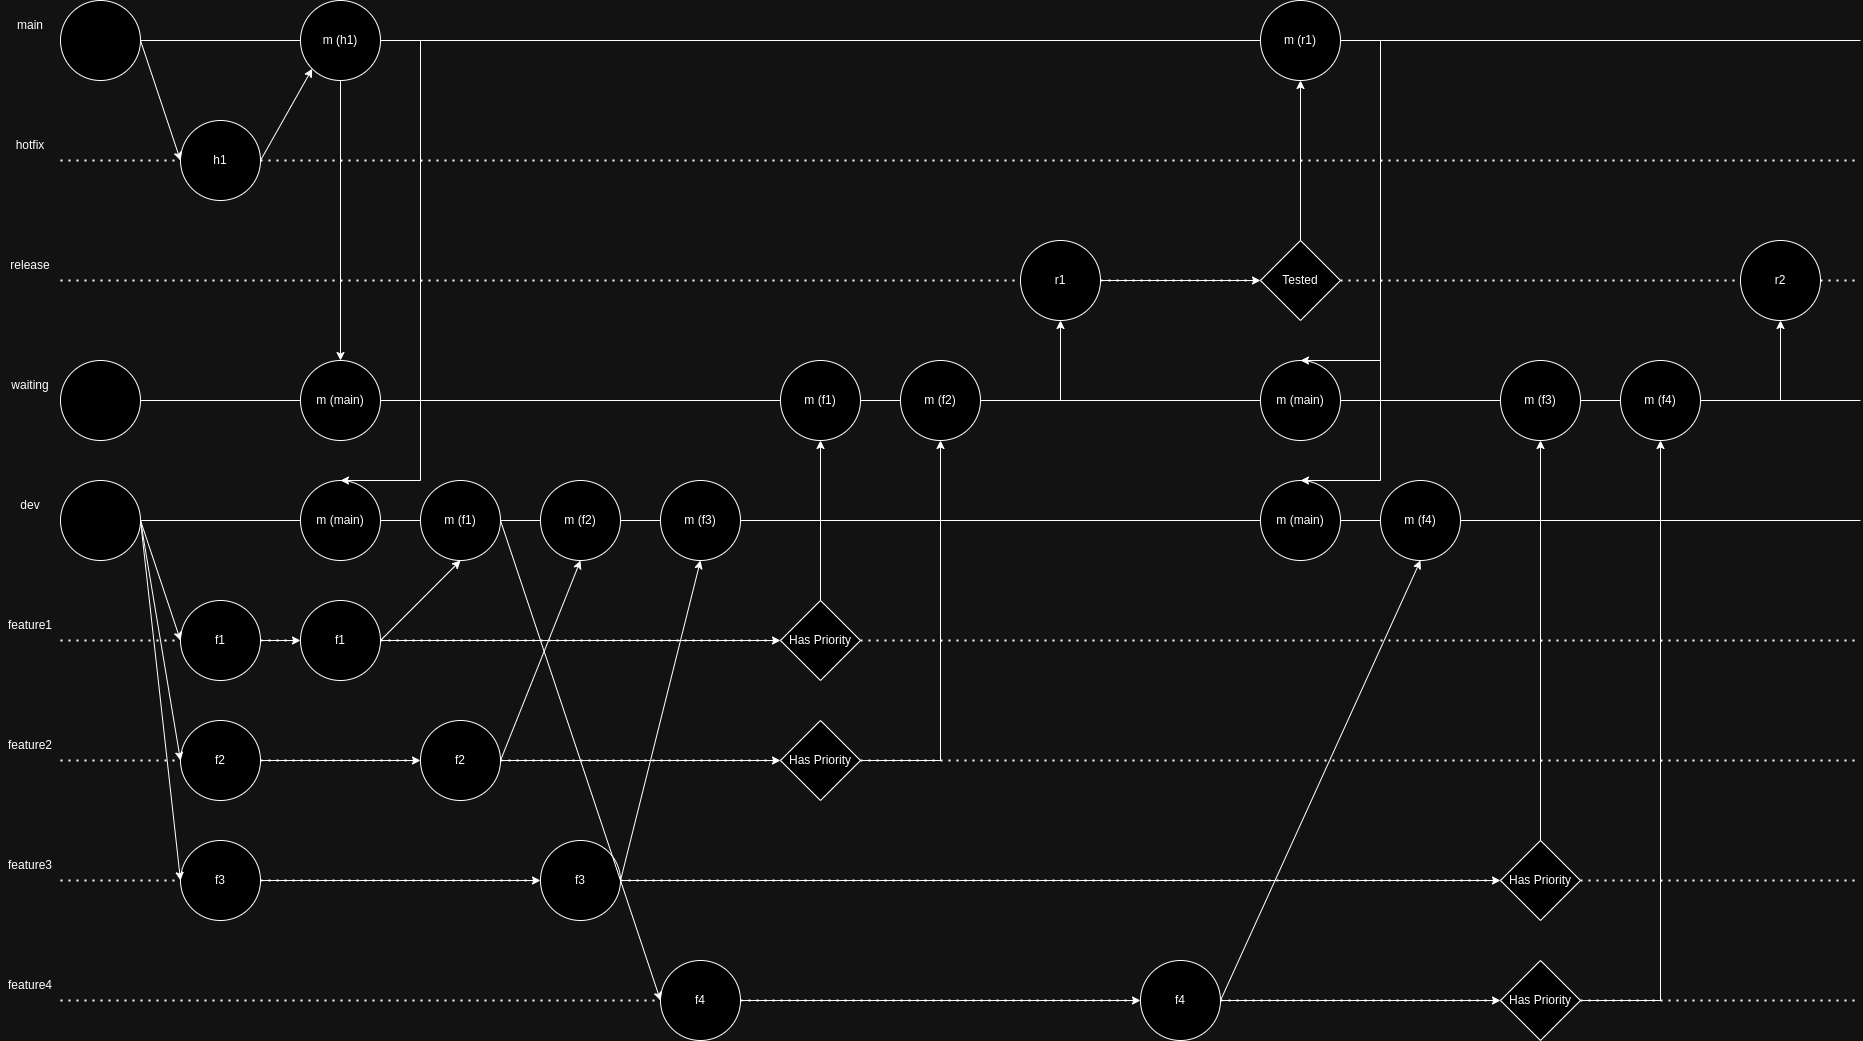 main
m (h1)
m (r1)
hotfix
h1
release
r1
Tested
r2
waiting
m (main)
m (f1)
m (f2)
m (main)
m (f3)
m (f4)
dev
m (main)
m (f1)
m (f2)
m (f3)
m (main)
m (f4)
feature1
f1
f1
Has Priority
feature2
f2
f2
Has Priority
feature3
f3
f3
Has Priority
feature4
f4
f4
Has Priority